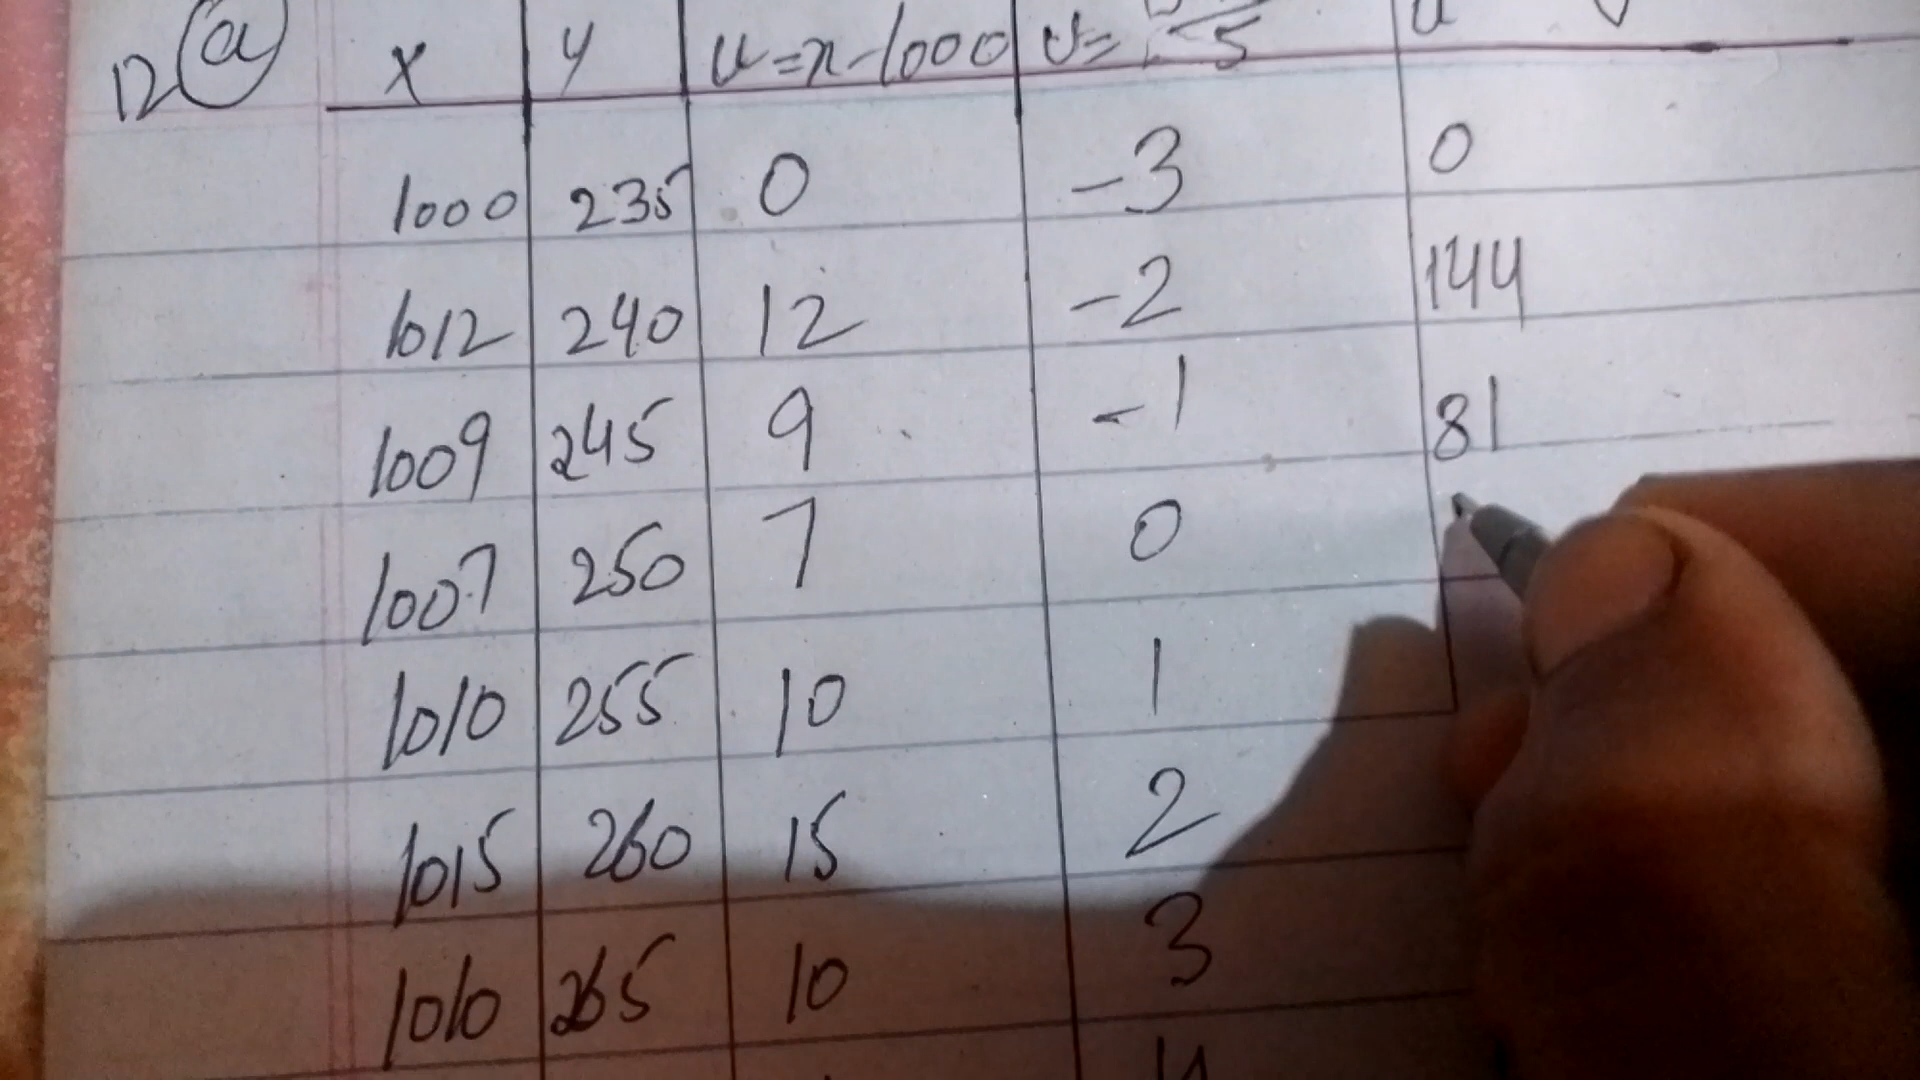 12 (a) x y u=x-1000 v= 5 u
1000 235 0 -3 0
1012 240 12 -2 144
1009 245 9 -1 81
1007 250 7 0
1010 255 10 1
1015 260 15 2
1010 265 10 3